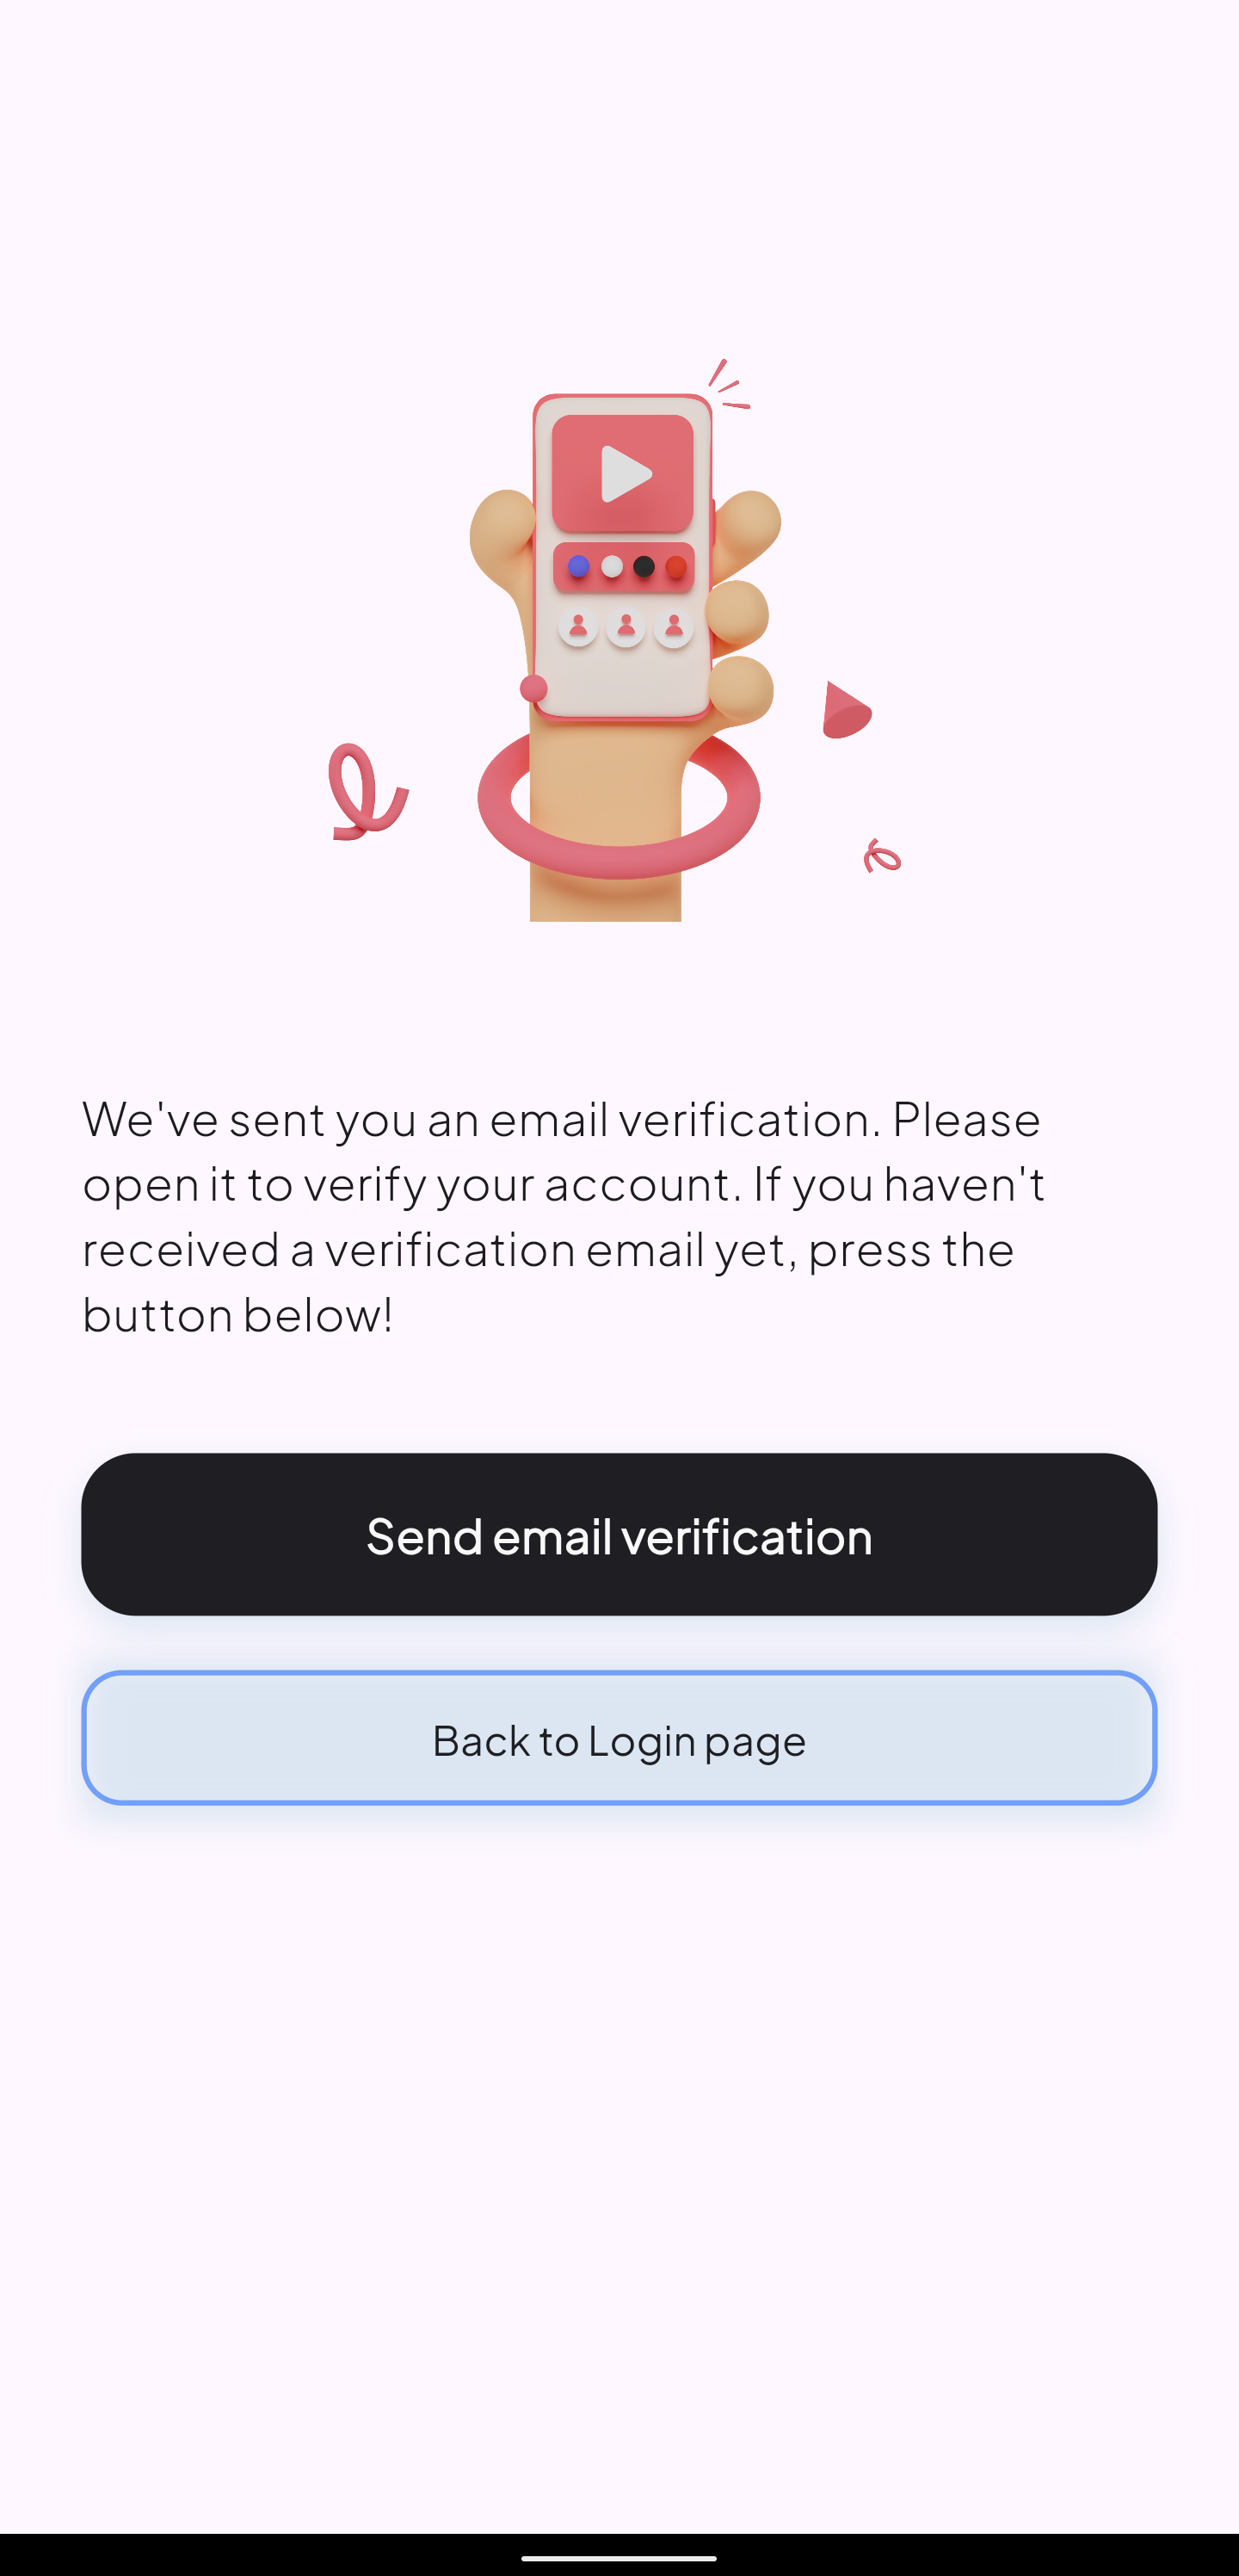 We've sent you an email verification. Please
open it to verify your account. If you haven't
received a verification email yet, press the
button below!
Send email verification
Back to Login page